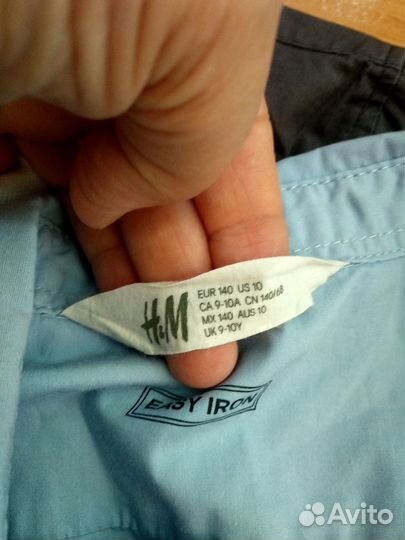 H&M
EUR 140 US 10
CA 9-10A CN 140/68
MX 140 AUS 10
UK 9-10Y
EASY IRON
Avito